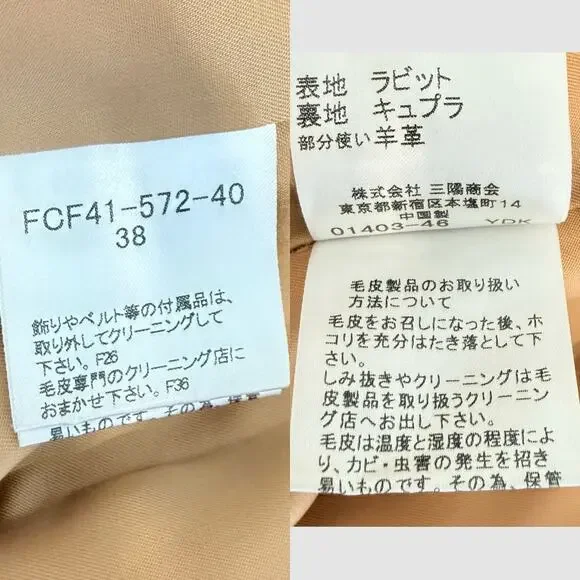 FCF41-572-40
38
飾りやベルト等の付属品は、
取り外してクリーニングして
下さい。F26
毛皮専門のクリーニング店に
おまかせ下さい。F36
易いものです。その為、保管
表地 ラビット
裏地 キュプラ
部分使い 羊革
株式会社 三陽商会
東京都新宿区本塩町14
中国製
01403-46 YDK
毛皮製品のお取り扱い
方法について
毛皮をお召しになった後、ホ
コリを充分はたき落として下
さい。
しみ抜きやクリーニングは毛
皮製品を取り扱うクリーニン
グ店へお出し下さい。
毛皮は温度と湿度の程度によ
り、カビ・虫害の発生を招き
易いものです。その為、保管